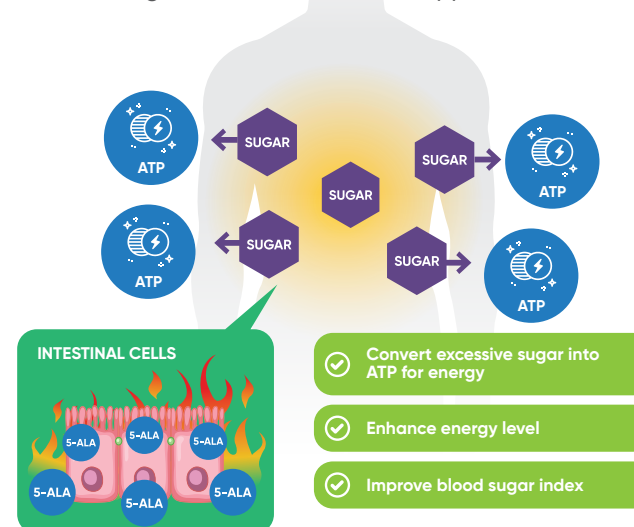 SUGAR
ATP
SUGAR
ATP
SUGAR
ATP
SUGAR
ATP
SUGAR
INTESTINAL CELLS
5-ALA
5-ALA
5-ALA
5-ALA
5-ALA
5-ALA
Convert excessive sugar into
ATP for energy
Enhance energy level
Improve blood sugar index